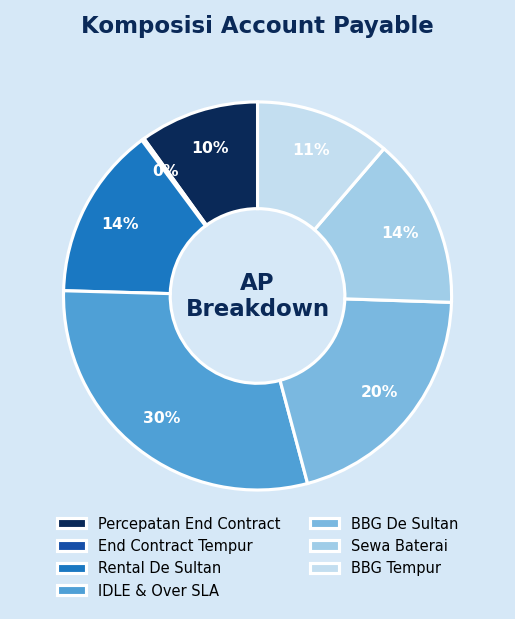 Komposisi Account Payable
10%
11%
0%
14%
14%
AP
Breakdown
20%
30%
Percepatan End Contract
End Contract Tempur
Rental De Sultan
IDLE & Over SLA
BBG De Sultan
Sewa Baterai
BBG Tempur